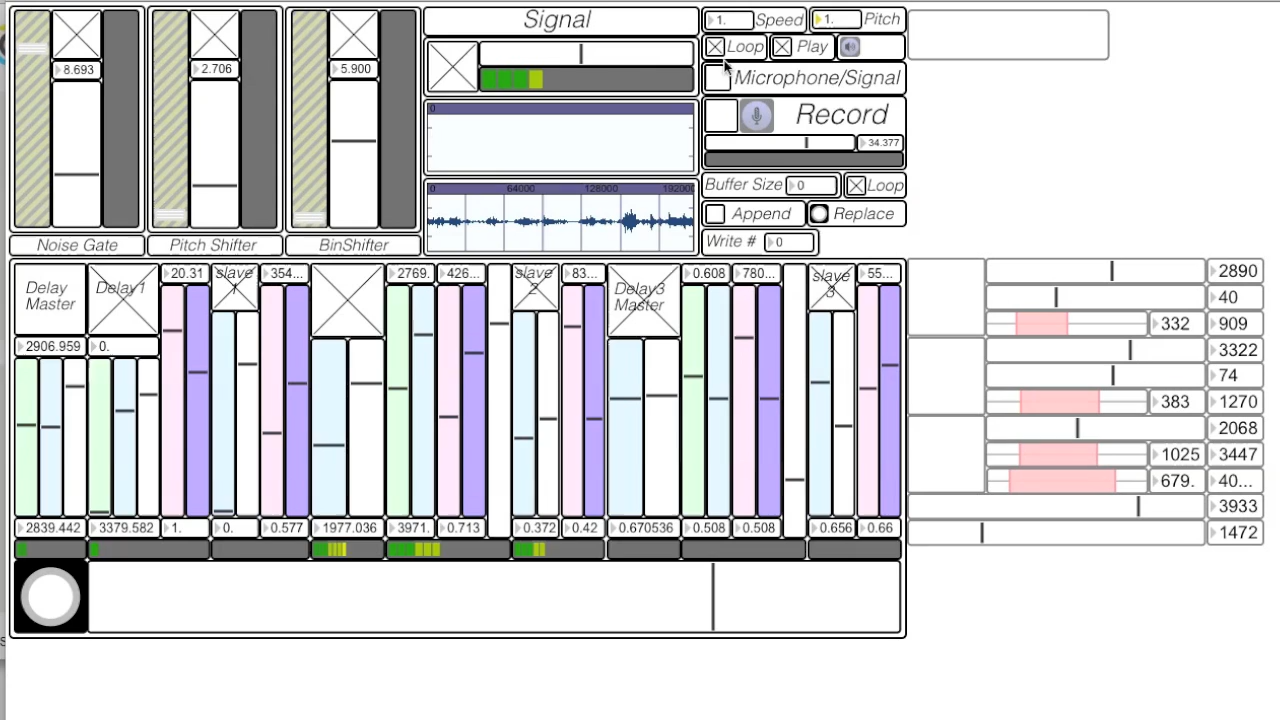 Signal
1. Speed 1. Pitch
Loop Play
8.693 2.706 5.900
Microphone/Signal
0
Record
34.377
Buffer Size 0 Loop
0 64000 128000 192000
Append Replace
Noise Gate Pitch Shifter BinShifter
Write # 0
Delay Master
Delay1
20.31
slave 1
354...
2769.
426...
slave 2
83...
Delay3 Master
0.608
780...
slave 3
55...
2906.959 0.
2839.442 3379.582 1. 0. 0.577 1977.036 3971. 0.713 0.372 0.42 0.670536 0.508 0.508 0.656 0.66
2890
40
332 909
3322
74
383 1270
2068
1025 3447
679. 40...
3933
1472